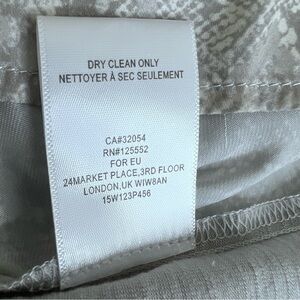 DRY CLEAN ONLY
NETTOYER À SEC SEULEMENT
CA#32054
RN#125552
FOR EU
24MARKET PLACE,3RD FLOOR
LONDON,UK WIW8AN
15W123P456